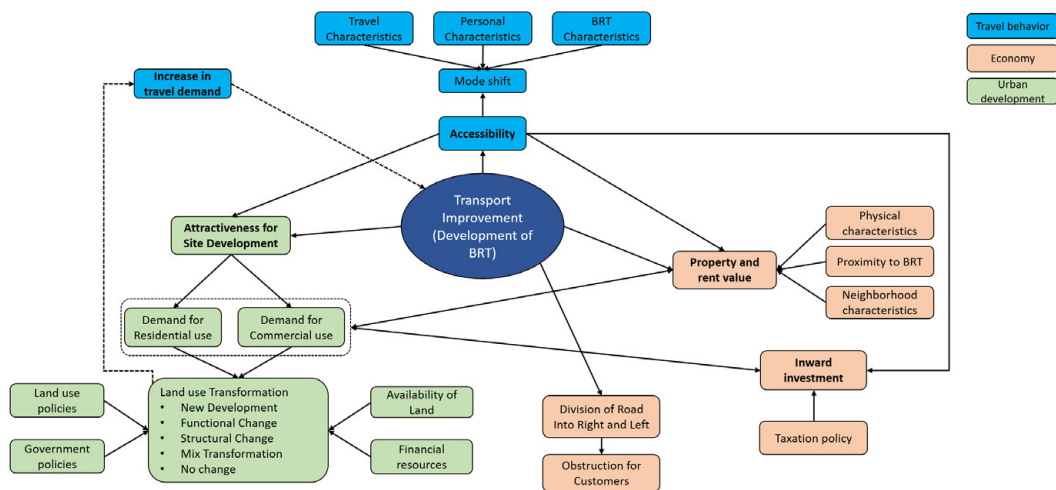 Travel
Characteristics
Personal
Characteristics
BRT
Characteristics
Travel behavior
Economy
Urban
development
Mode shift
Increase in
travel demand
Accessibility
Transport
Improvement
(Development of
BRT)
Attractiveness for
Site Development
Physical
characteristics
Property and
rent value
Proximity to BRT
Neighborhood
characteristics
Demand for
Residential use
Demand for
Commercial use
Inward
investment
Land use Transformation
• New Development
• Functional Change
• Structural Change
• Mix Transformation
• No change
Land use
policies
Government
policies
Availability of
Land
Financial
resources
Division of Road
Into Right and Left
Obstruction for
Customers
Taxation policy